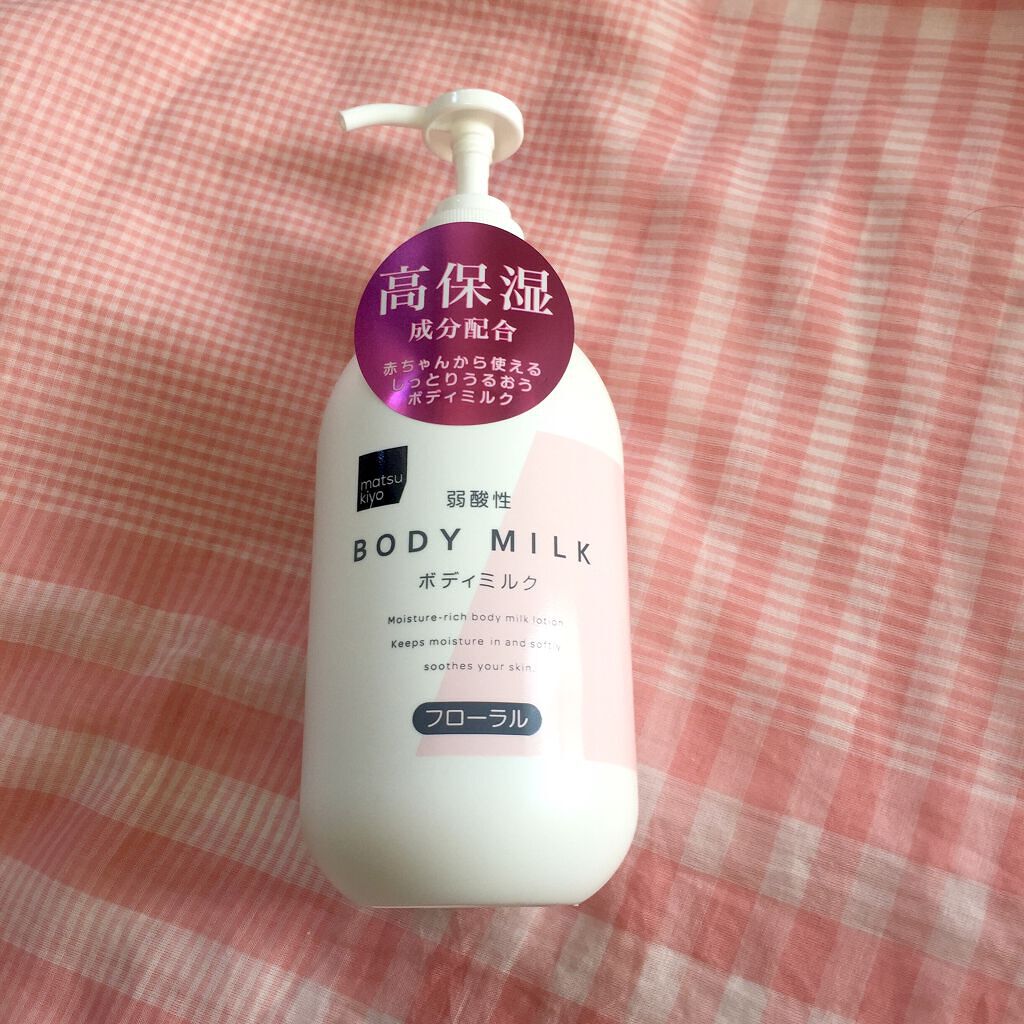 高保湿
成分配合
赤ちゃんから使える
しっとりうるおう
ボディミルク
matsu
kiyo
弱酸性
BODY MILK
ボディミルク
Moisture-rich body milk lotion
Keeps moisture in and softly
soothes your skin.
フローラル